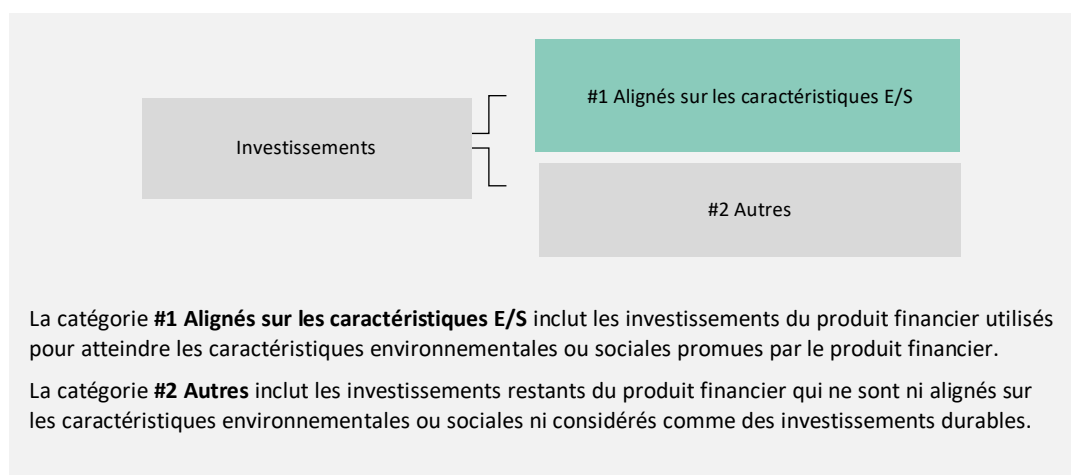 #1 Alignés sur les caractéristiques E/S
Investissements
#2 Autres
La catégorie #1 Alignés sur les caractéristiques E/S inclut les investissements du produit financier utilisés
pour atteindre les caractéristiques environnementales ou sociales promues par le produit financier.
La catégorie #2 Autres inclut les investissements restants du produit financier qui ne sont ni alignés sur
les caractéristiques environnementales ou sociales ni considérés comme des investissements durables.